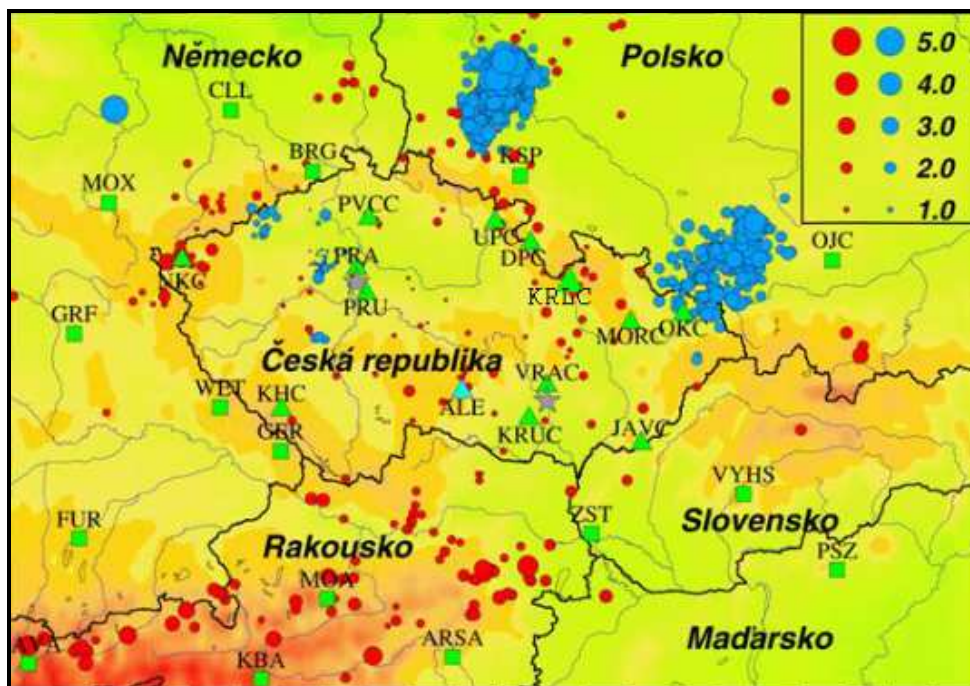 Německo
Polsko
5.0
4.0
3.0
2.0
1.0
CLL
BRG
KSP
MOX
PVCC
UPC
DPC
OJC
NKC
PRA
PRU
KRLC
GRF
MORC
OKC
Česká republika
VRAC
WET
KHC
ALE
KRUC
JAVC
GER
VYHS
FUR
ZST
Slovensko
Rakousko
PSZ
MOA
ARSA
Maďarsko
KBA